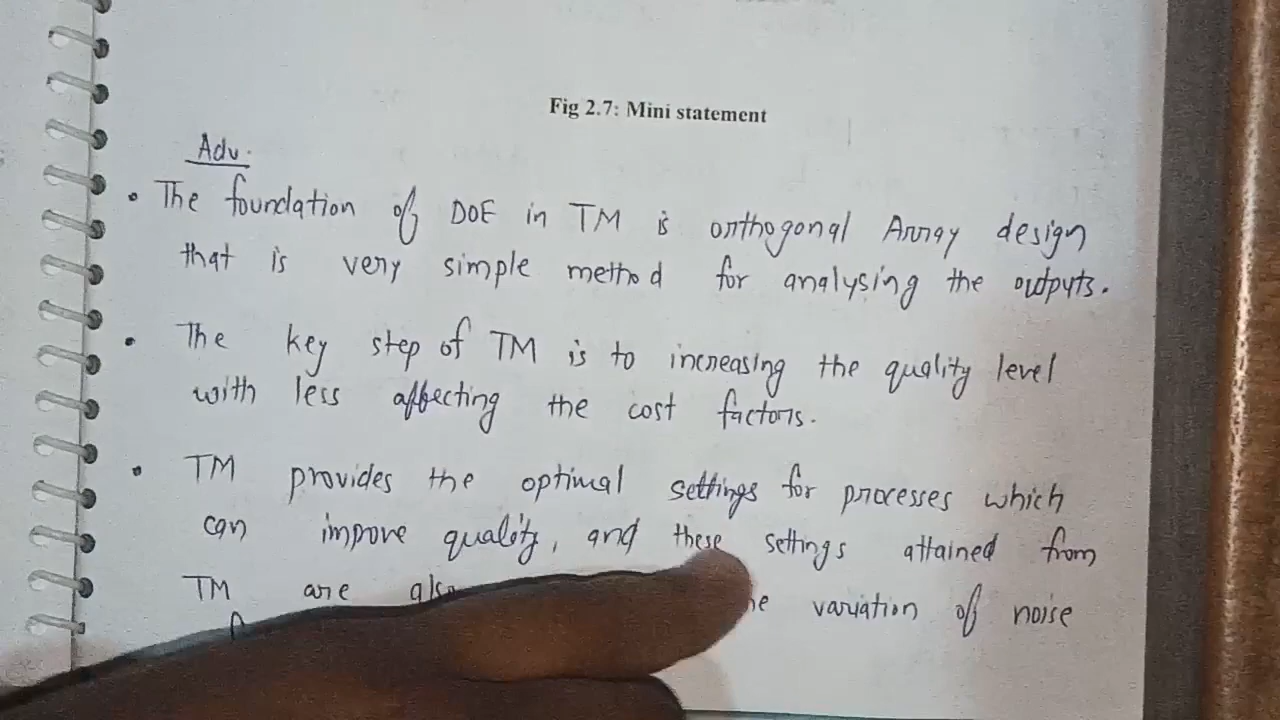 Fig 2.7: Mini statement
Adv.
• The foundation of DOE in TM is orthogonal Array design
that is very simple method for analysing the outputs.
• The key step of TM is to increasing the quality level
with less affecting the cost factors.
• TM provides the optimal settings for processes which
can improve quality, and these settings attained from
TM are also variation of noise